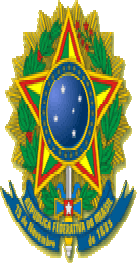 REPUBLICA FEDERATIVA DO BRASIL
15 de Novembro de 1889